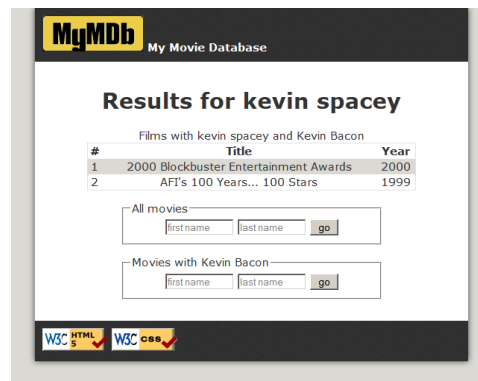 MyMDb My Movie Database
Results for kevin spacey
Films with kevin spacey and Kevin Bacon
# Title Year
1 2000 Blockbuster Entertainment Awards 2000
2 AFI's 100 Years... 100 Stars 1999
All movies
first name last name go
Movies with Kevin Bacon
first name last name go
W3C HTML 5 W3C css